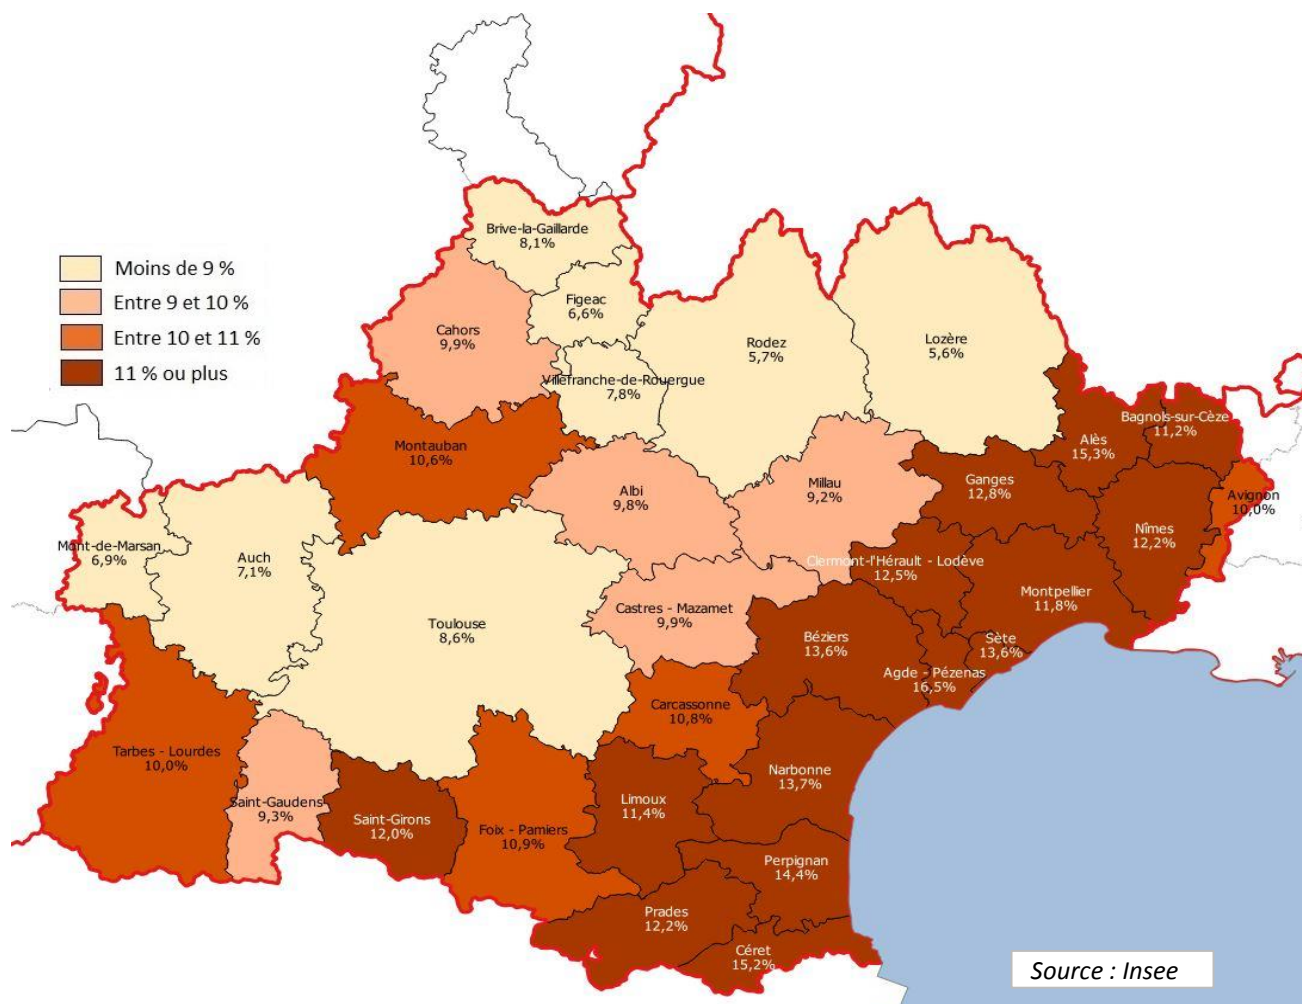 Brive-la-Gaillarde
8,1%
Moins de 9 %
Entre 9 et 10 %
Entre 10 et 11 %
11 % ou plus
Figeac
6,6%
Cahors
9,9%
Rodez
5,7%
Lozère
5,6%
Villefranche-de-Rouergue
7,8%
Bagnols-sur-Cèze
11,2%
Alès
15,3%
Montauban
10,6%
Albi
9,8%
Millau
9,2%
Ganges
12,8%
Avignon
10,0%
Nîmes
12,2%
Mont-de-Marsan
6,9%
Auch
7,1%
Clermont-l'Hérault - Lodève
12,5%
Montpellier
11,8%
Toulouse
8,6%
Castres - Mazamet
9,9%
Béziers
13,6%
Sète
13,6%
Agde - Pézenas
16,5%
Carcassonne
10,8%
Tarbes - Lourdes
10,0%
Narbonne
13,7%
Saint-Gaudens
9,3%
Saint-Girons
12,0%
Foix - Pamiers
10,9%
Limoux
11,4%
Perpignan
14,4%
Prades
12,2%
Céret
15,2%
Source : Insee